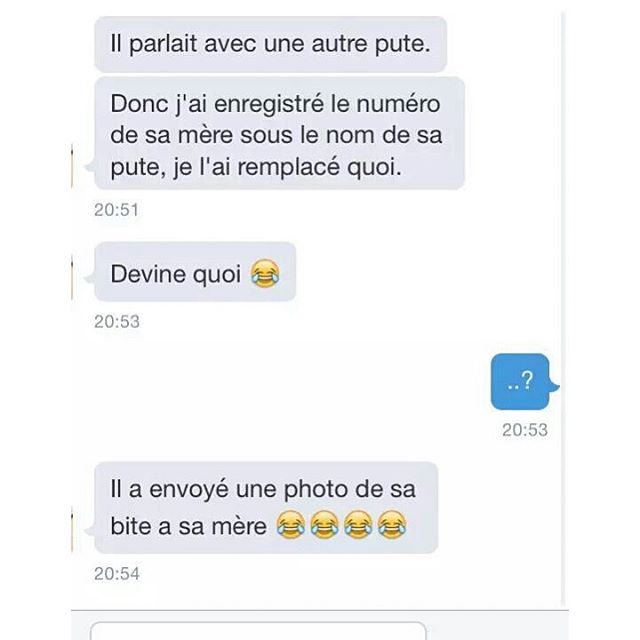 Il parlait avec une autre pute.
Donc j'ai enregistré le numéro
de sa mère sous le nom de sa
pute, je l'ai remplacé quoi.
20:51
Devine quoi 😂
20:53
..?
20:53
Il a envoyé une photo de sa
bite a sa mère 😂😂😂😂
20:54